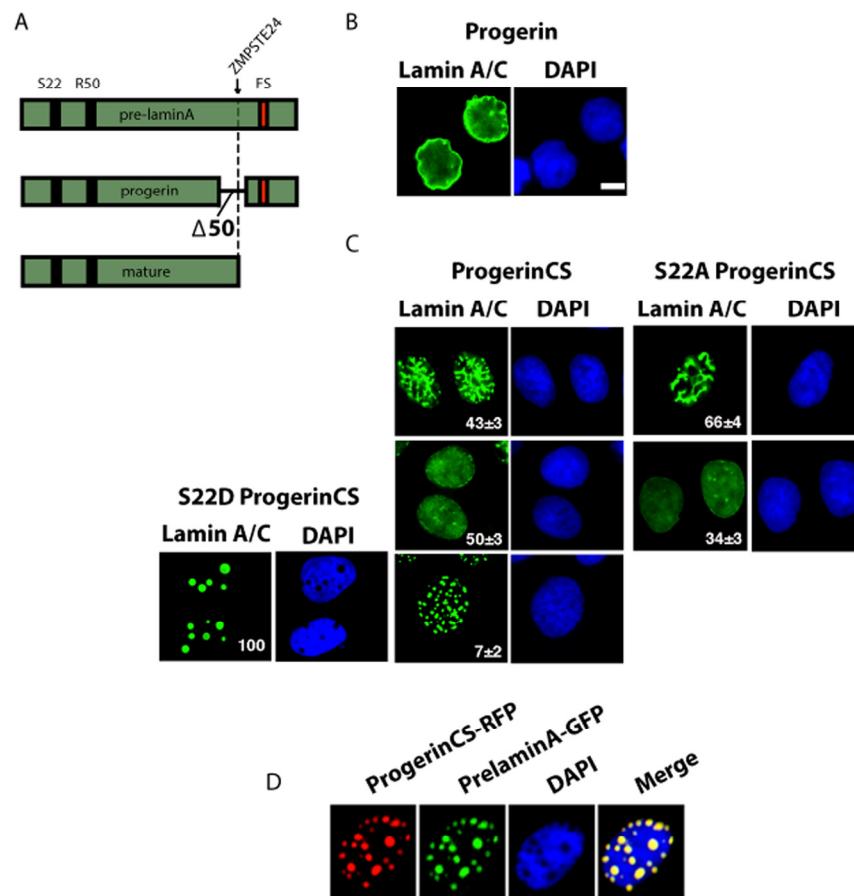 A
S22
R50
ZMPSTE24
FS
pre-laminA
progerin
Δ50
mature
B
Progerin
Lamin A/C DAPI
C
ProgerinCS
S22A ProgerinCS
Lamin A/C DAPI
Lamin A/C DAPI
43±3
66±4
50±3
34±3
S22D ProgerinCS
Lamin A/C DAPI
100
7±2
D
ProgerinCS-RFP
PrelaminA-GFP
DAPI
Merge